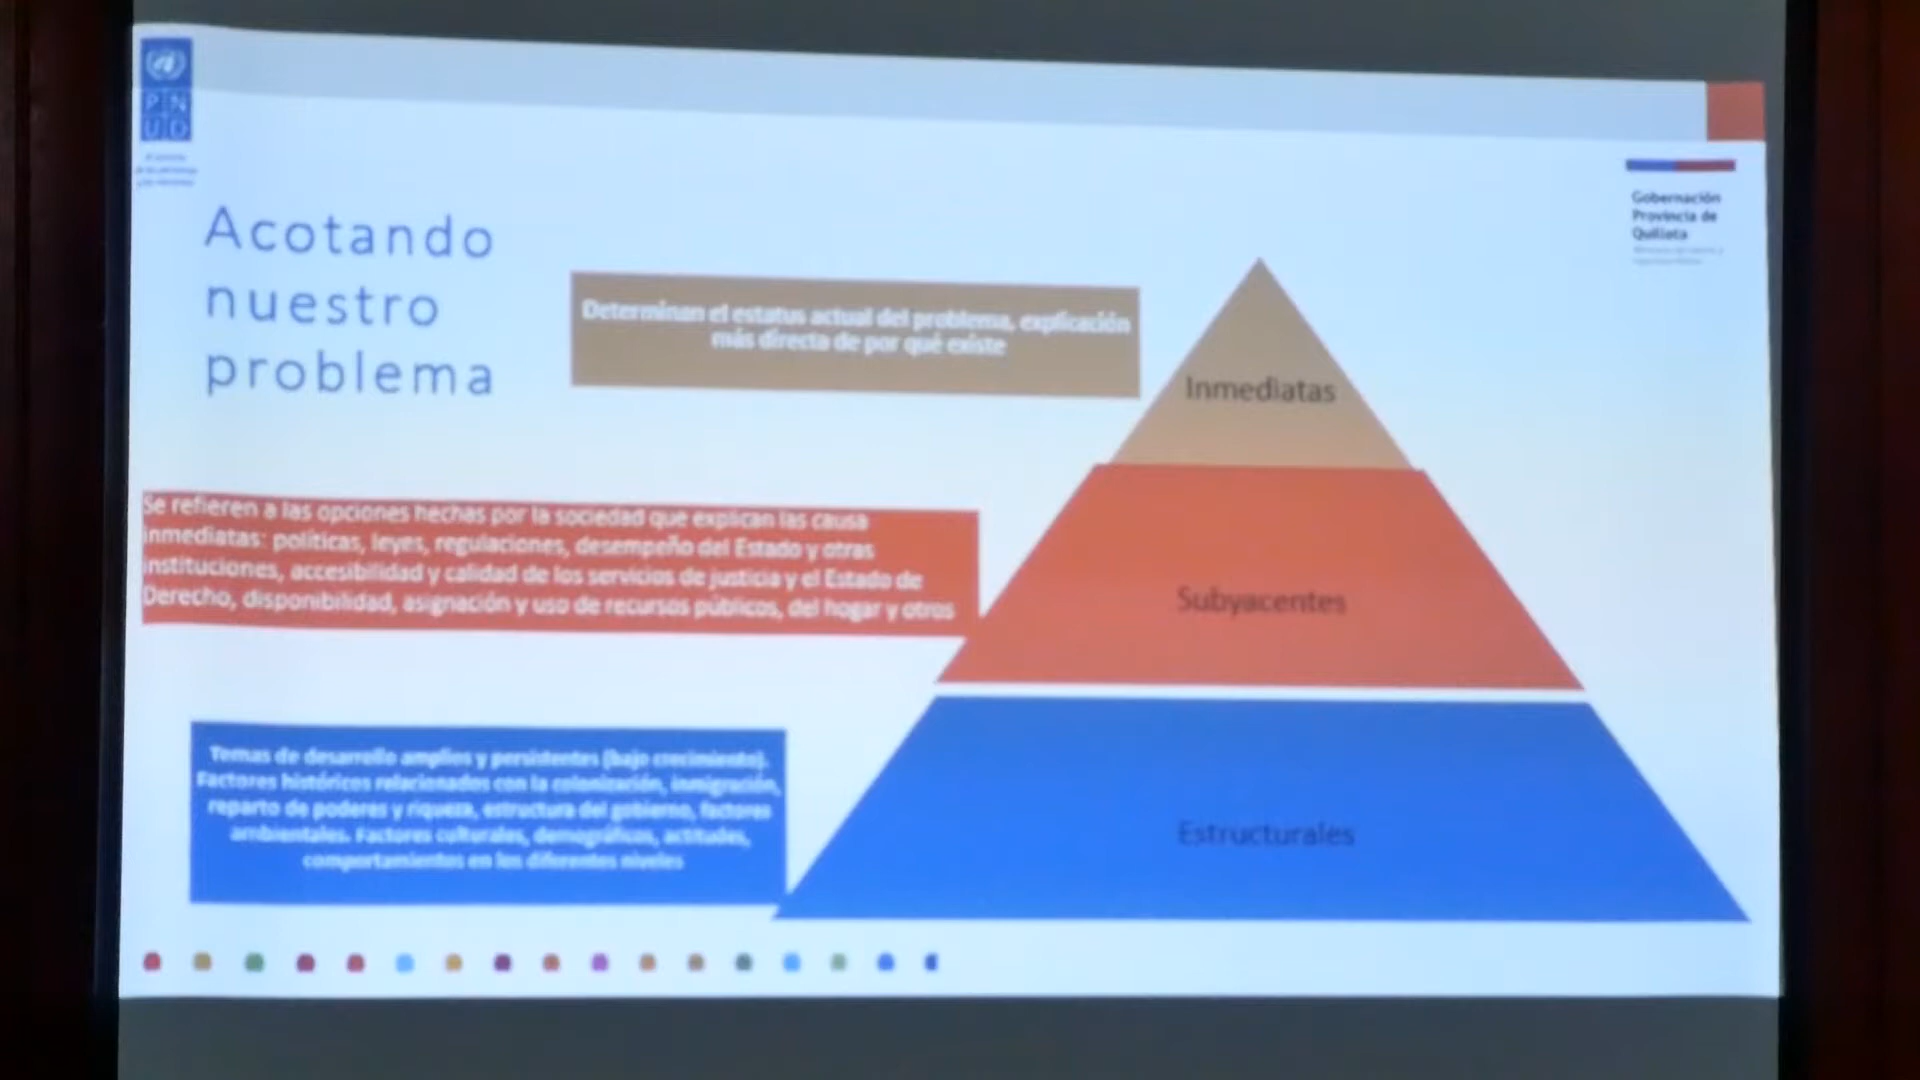 PN
UD
Acotando
nuestro
problema
Gobernación
Provincia de
Quillota
Determinan el estatus actual del problema, explicación
más directa de por qué existe
Inmediatas
Se refieren a las opciones hechas por la sociedad que explican las causa
inmediatas: políticas, leyes, regulaciones, desempeño del Estado y otras
instituciones, accesibilidad y calidad de los servicios de justicia y el Estado de
Derecho, disponibilidad, asignación y uso de recursos públicos, del hogar y otros
Subyacentes
Temas de desarrollo amplios y persistentes (bajo crecimiento).
Factores históricos relacionados con la colonización, inmigración,
reparto de poderes y riqueza, estructura del gobierno, factores
ambientales. Factores culturales, demográficos, actitudes,
comportamientos en los diferentes niveles
Estructurales